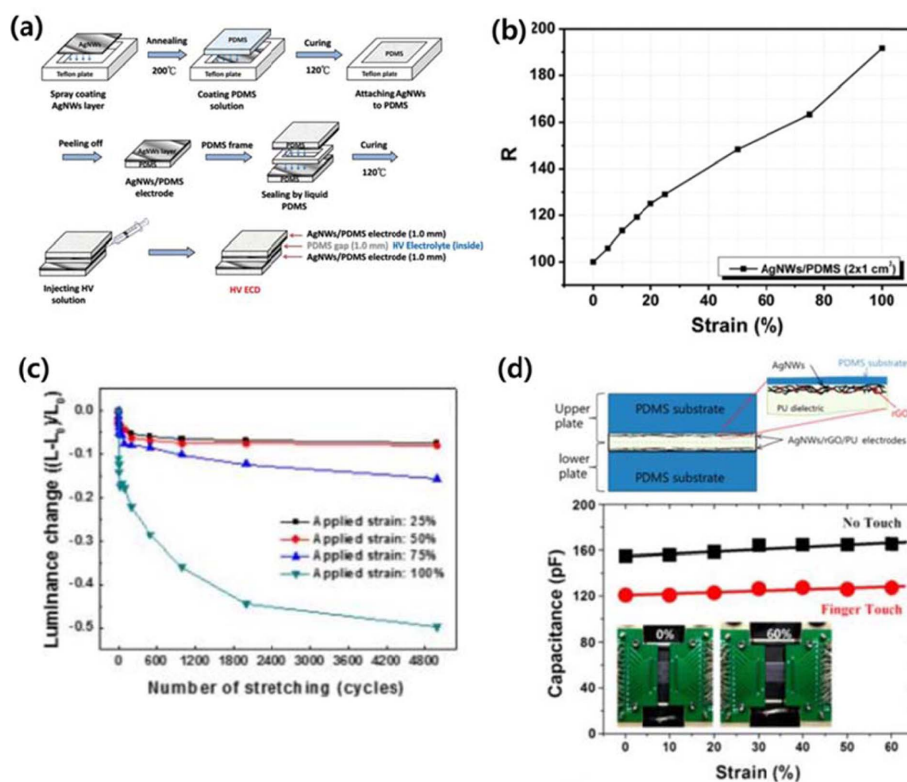 (a)
AgNWs
Teflon plate
Spray coating
AgNWs layer
Annealing
200℃
PDMS
Teflon plate
Coating PDMS
solution
Curing
120℃
PDMS
Teflon plate
Attaching AgNWs
to PDMS
Peeling off
AgNWs layer
PDMS
AgNWs/PDMS
electrode
PDMS frame
PDMS
PDMS
Sealing by liquid
PDMS
Curing
120℃
Injecting HV
solution
AgNWs/PDMS electrode (1.0 mm)
PDMS gap (1.0 mm) HV Electrolyte (inside)
AgNWs/PDMS electrode (1.0 mm)
HV ECD
(b)
R
200
180
160
140
120
100
0 20 40 60 80 100
Strain (%)
AgNWs/PDMS (2x1 cm²)
(c)
Luminance change ((L-L₀)/L₀)
0.0
-0.1
-0.2
-0.3
-0.4
-0.5
Applied strain: 25%
Applied strain: 50%
Applied strain: 75%
Applied strain: 100%
0 600 1200 1800 2400 3000 3600 4200 4800
Number of stretching (cycles)
(d)
AgNWs
PDMS substrate
PU dielectric
rGO
Upper
plate
PDMS substrate
AgNWs/rGO/PU electrodes
lower
plate
PDMS substrate
Capacitance (pF)
200
160
120
80
40
0
No Touch
Finger Touch
0%
60%
0 10 20 30 40 50 60
Strain (%)